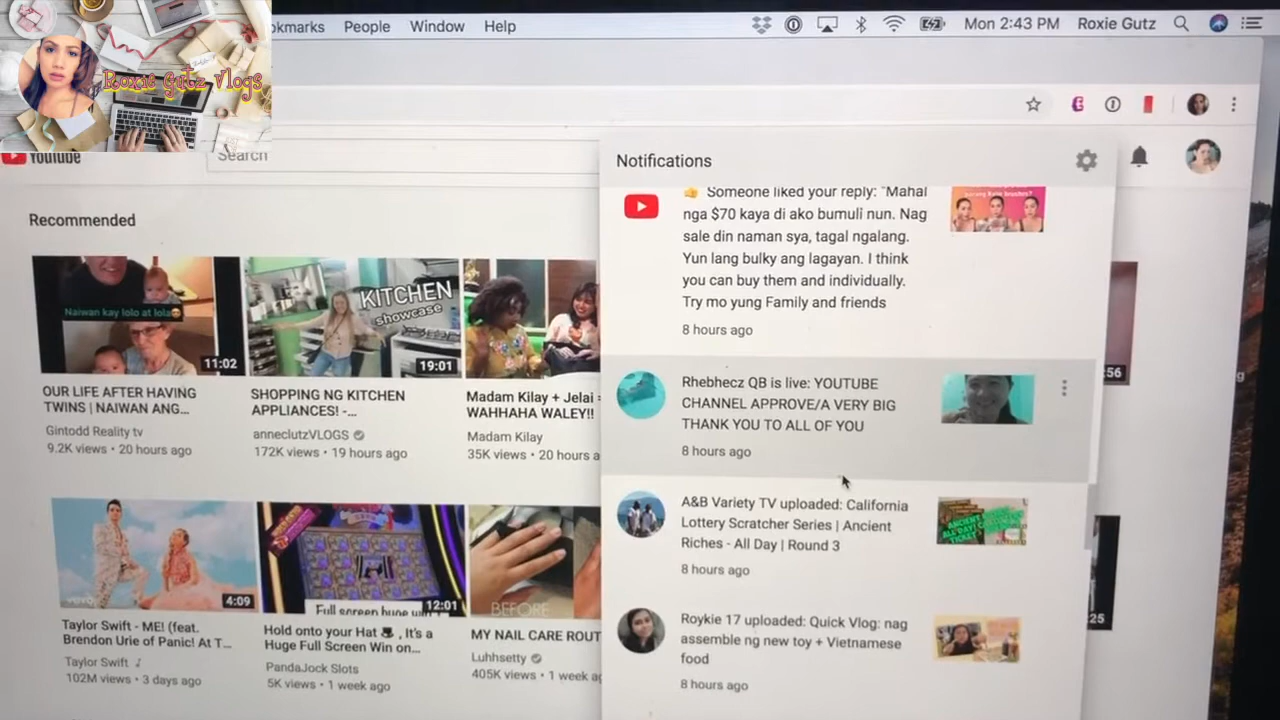 okmarks People Window Help Mon 2:43 PM Roxie Gutz
Roxie Gutz Vlogs
YouTube
Search
Notifications
Recommended
👍 Someone liked your reply: "Mahal
nga $70 kaya di ako bumuli nun. Nag
sale din naman sya, tagal ngalang.
Yun lang bulky ang lagayan. I think
you can buy them and individually.
Try mo yung Family and friends
8 hours ago
Rhebhecz QB is live: YOUTUBE
CHANNEL APPROVE/A VERY BIG
THANK YOU TO ALL OF YOU
8 hours ago
A&B Variety TV uploaded: California
Lottery Scratcher Series | Ancient
Riches - All Day | Round 3
8 hours ago
Roykie 17 uploaded: Quick Vlog: nag
assemble ng new toy + Vietnamese
food
8 hours ago
Naiwan kay lolo at lola
11:02
OUR LIFE AFTER HAVING
TWINS | NAIWAN ANG...
Gintodd Reality tv
9.2K views • 20 hours ago
KITCHEN
showcase
19:01
SHOPPING NG KITCHEN
APPLIANCES! -...
anneclutzVLOGS
172K views • 19 hours ago
Madam Kilay + Jelai =
WAHHAHA WALEY!!
Madam Kilay
35K views • 20 hours a
:56
vevo
4:09
Taylor Swift - ME! (feat.
Brendon Urie of Panic! At T...
Taylor Swift
102M views • 3 days ago
Full screen huge w
12:01
Hold onto your Hat 🎩 , It's a
Huge Full Screen Win on...
PandaJock Slots
5K views • 1 week ago
BEFORE
MY NAIL CARE ROUT
Luhhsetty
405K views • 1 week ag
:25